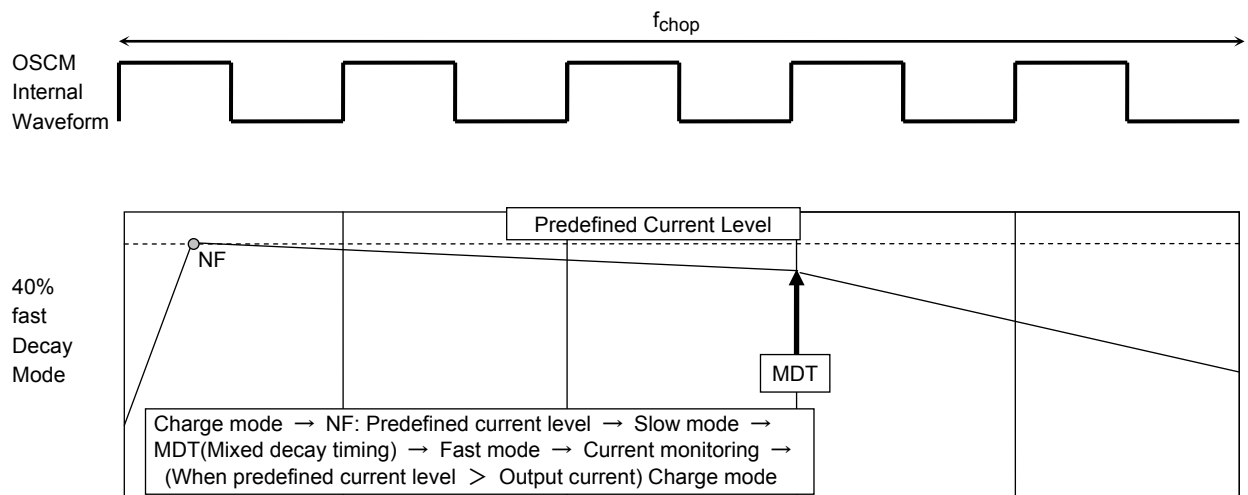 fchop
OSCM
Internal
Waveform
Predefined Current Level
NF
40%
fast
Decay
Mode
MDT
Charge mode → NF: Predefined current level → Slow mode →
MDT(Mixed decay timing) → Fast mode → Current monitoring →
(When predefined current level ＞ Output current) Charge mode